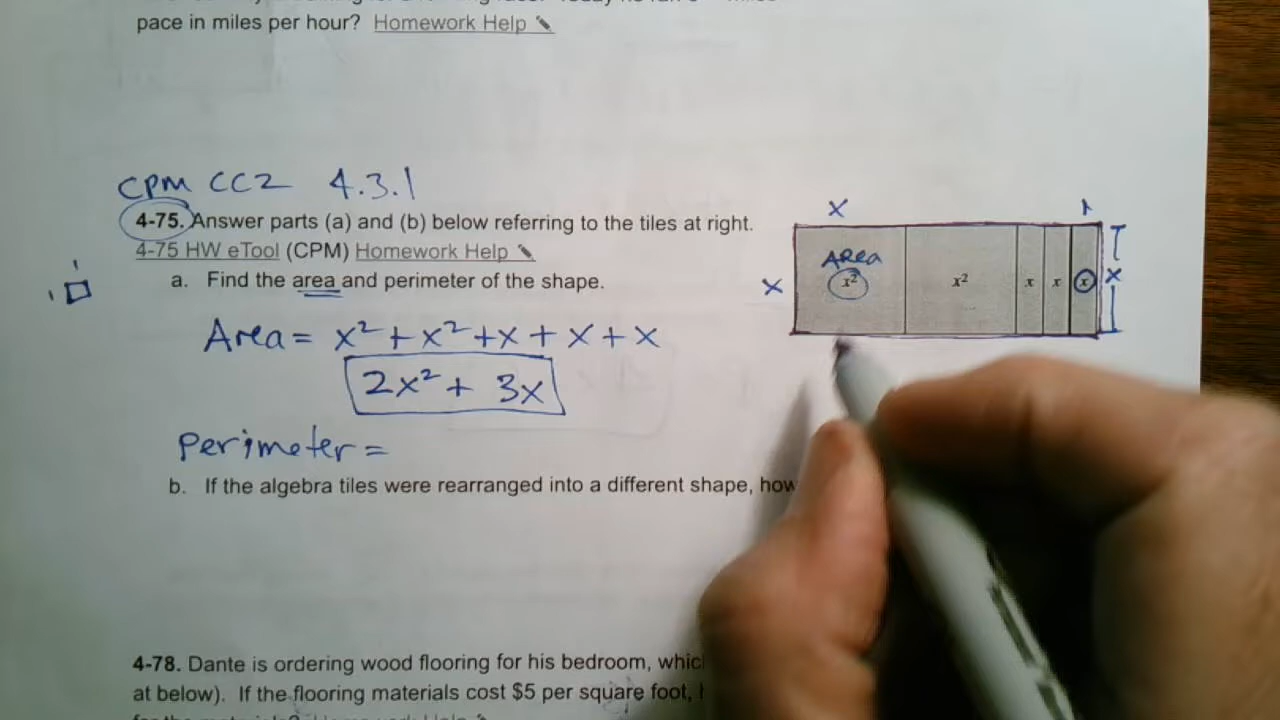 pace in miles per hour? Homework Help
CPM CC2 4.3.1
4-75. Answer parts (a) and (b) below referring to the tiles at right.
4-75 HW eTool (CPM) Homework Help
a. Find the area and perimeter of the shape.
Area = x² + x² + x + x + x
2x² + 3x
Perimeter =
b. If the algebra tiles were rearranged into a different shape, how
x 1
x AREA x
x² x² x x x
1 1
4-78. Dante is ordering wood flooring for his bedroom,
at below). If the flooring materials cost $5 per square foot,